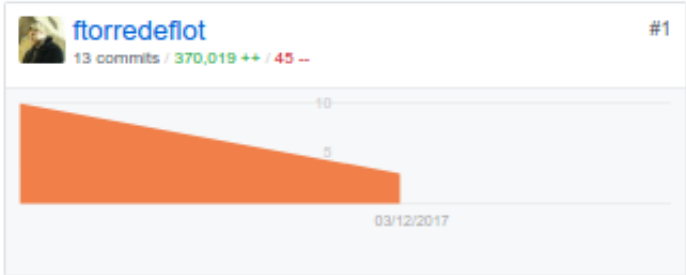 ftorredeflot #1
13 commits / 370,019 ++ / 45 --
10
5
03/12/2017